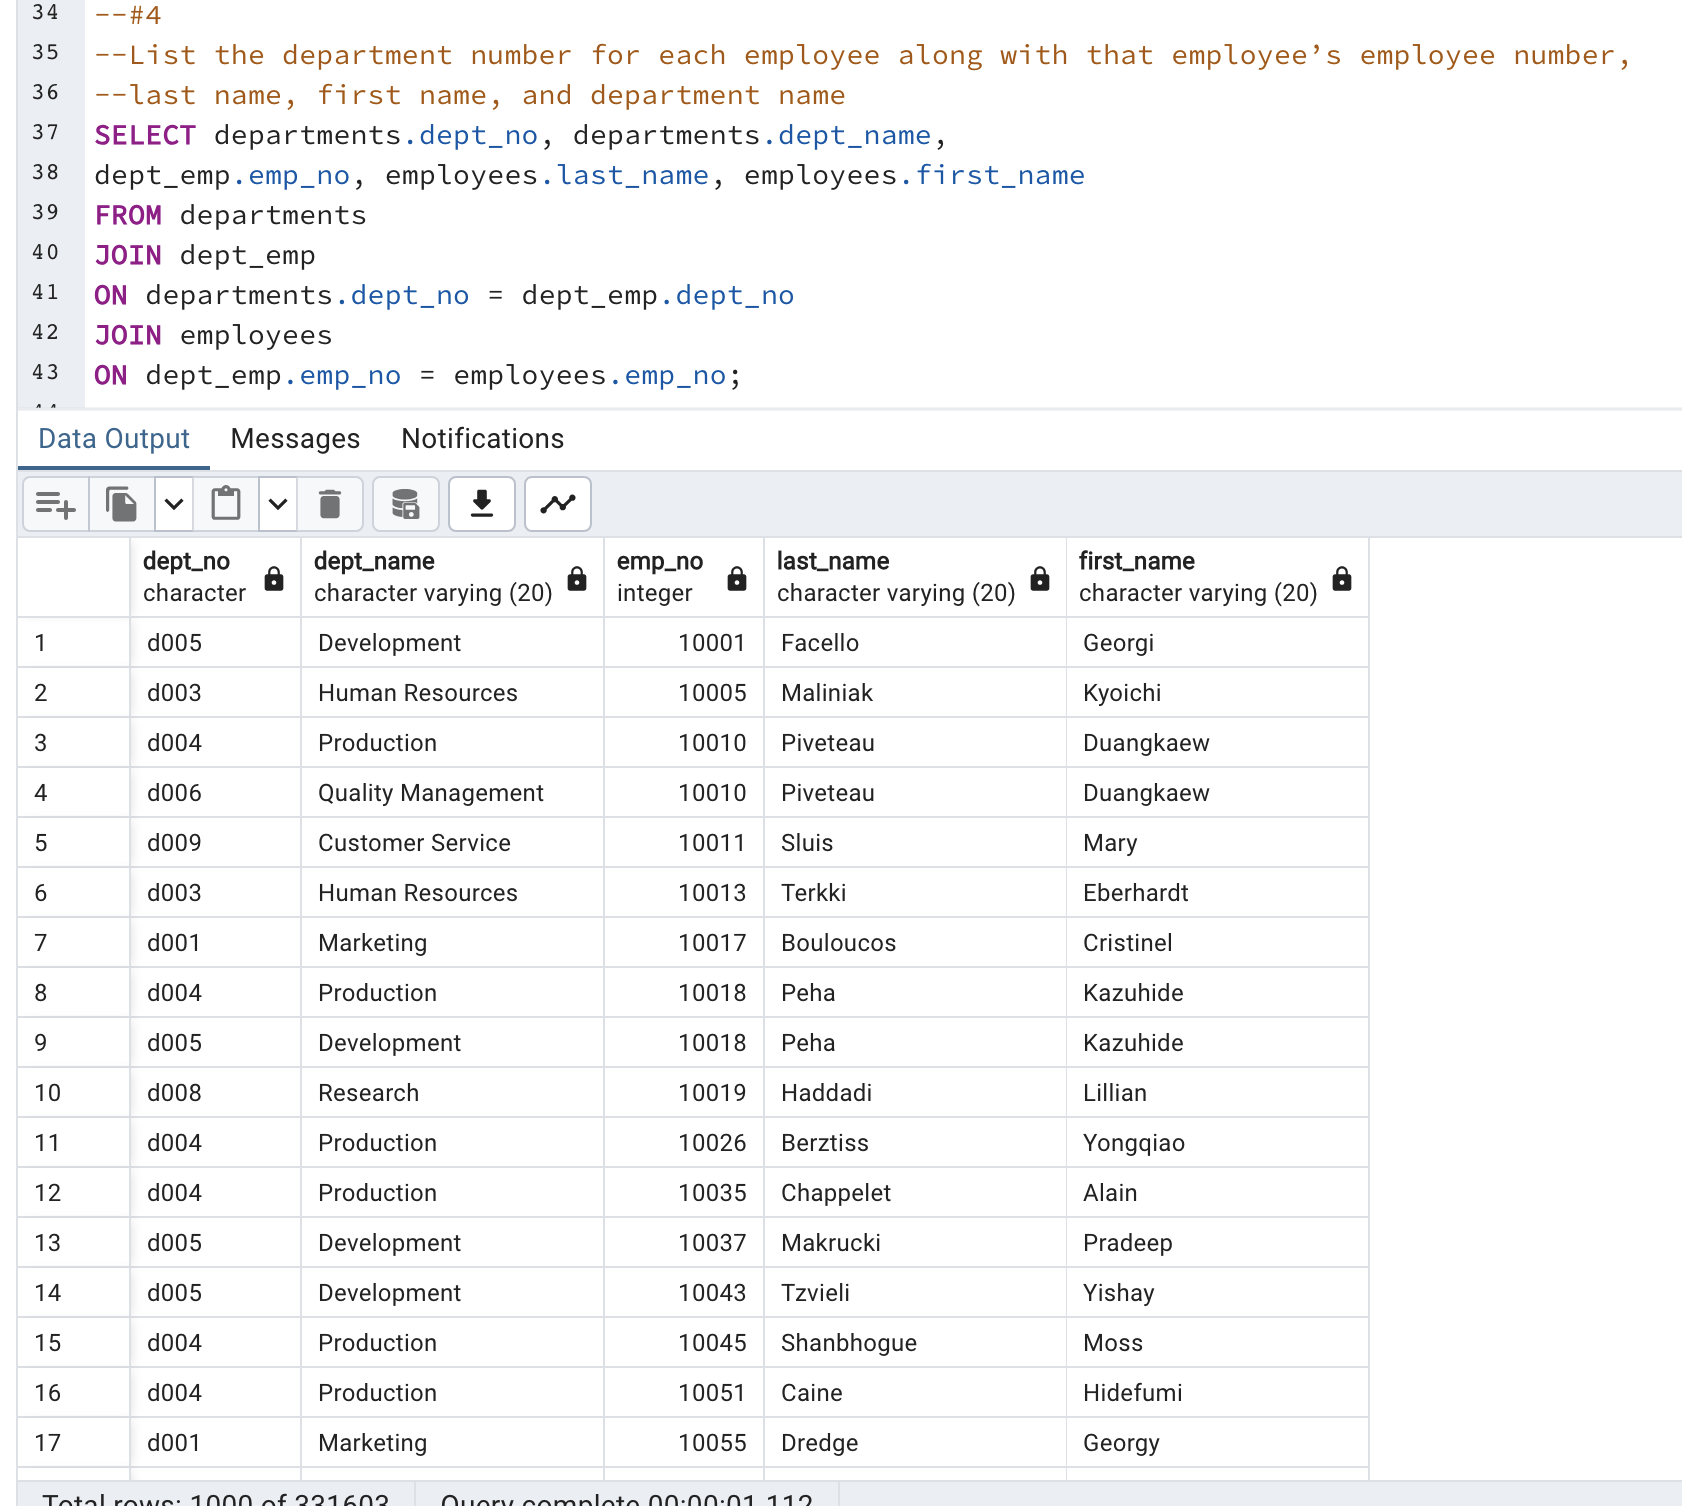 34 --#4
35 --List the department number for each employee along with that employee’s employee number,
36 --last name, first name, and department name
37 SELECT departments.dept_no, departments.dept_name,
38 dept_emp.emp_no, employees.last_name, employees.first_name
39 FROM departments
40 JOIN dept_emp
41 ON departments.dept_no = dept_emp.dept_no
42 JOIN employees
43 ON dept_emp.emp_no = employees.emp_no;
Data Output Messages Notifications
dept_no dept_name emp_no last_name first_name
character character varying (20) integer character varying (20) character varying (20)
1 d005 Development 10001 Facello Georgi
2 d003 Human Resources 10005 Maliniak Kyoichi
3 d004 Production 10010 Piveteau Duangkaew
4 d006 Quality Management 10010 Piveteau Duangkaew
5 d009 Customer Service 10011 Sluis Mary
6 d003 Human Resources 10013 Terkki Eberhardt
7 d001 Marketing 10017 Bouloucos Cristinel
8 d004 Production 10018 Peha Kazuhide
9 d005 Development 10018 Peha Kazuhide
10 d008 Research 10019 Haddadi Lillian
11 d004 Production 10026 Berztiss Yongqiao
12 d004 Production 10035 Chappelet Alain
13 d005 Development 10037 Makrucki Pradeep
14 d005 Development 10043 Tzvieli Yishay
15 d004 Production 10045 Shanbhogue Moss
16 d004 Production 10051 Caine Hidefumi
17 d001 Marketing 10055 Dredge Georgy
Total rows: 1000 of 331603 Query complete 00:00:01.112